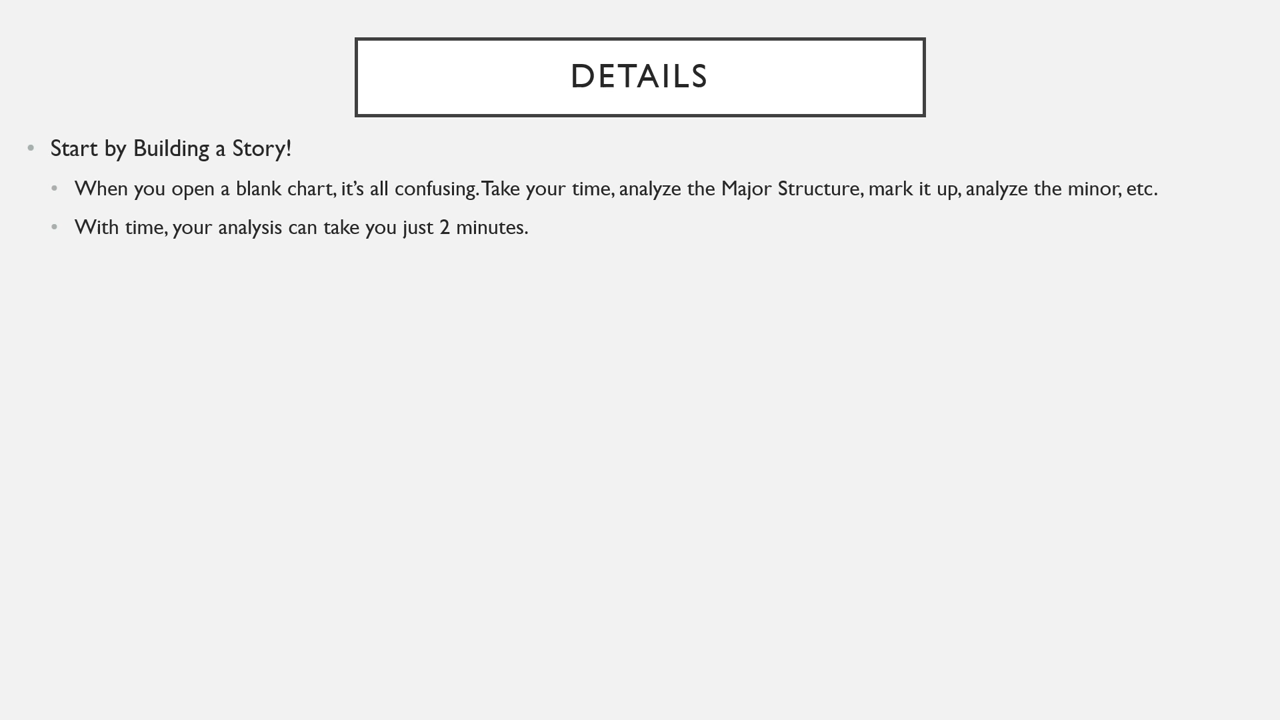 DETAILS
• Start by Building a Story!
• When you open a blank chart, it’s all confusing. Take your time, analyze the Major Structure, mark it up, analyze the minor, etc.
• With time, your analysis can take you just 2 minutes.